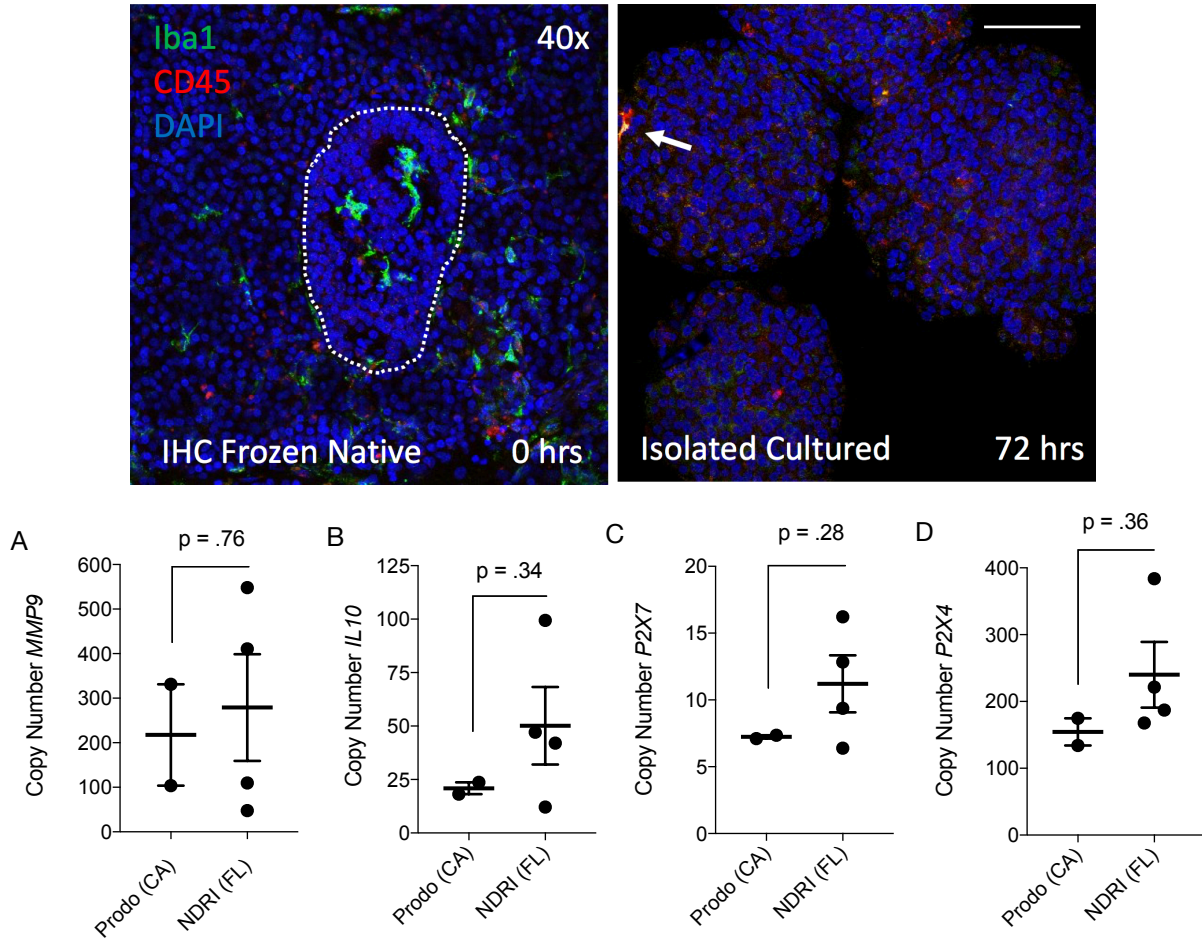 Iba1
CD45
DAPI
40x
IHC Frozen Native
0 hrs
Isolated Cultured
72 hrs
A
p = .76
Copy Number MMP9
600
500
400
300
200
100
0
Prodo (CA)
NDRI (FL)
B
p = .34
Copy Number IL10
125
100
75
50
25
0
Prodo (CA)
NDRI (FL)
C
p = .28
Copy Number P2X7
20
15
10
5
0
Prodo (CA)
NDRI (FL)
D
p = .36
Copy Number P2X4
400
300
200
100
0
Prodo (CA)
NDRI (FL)